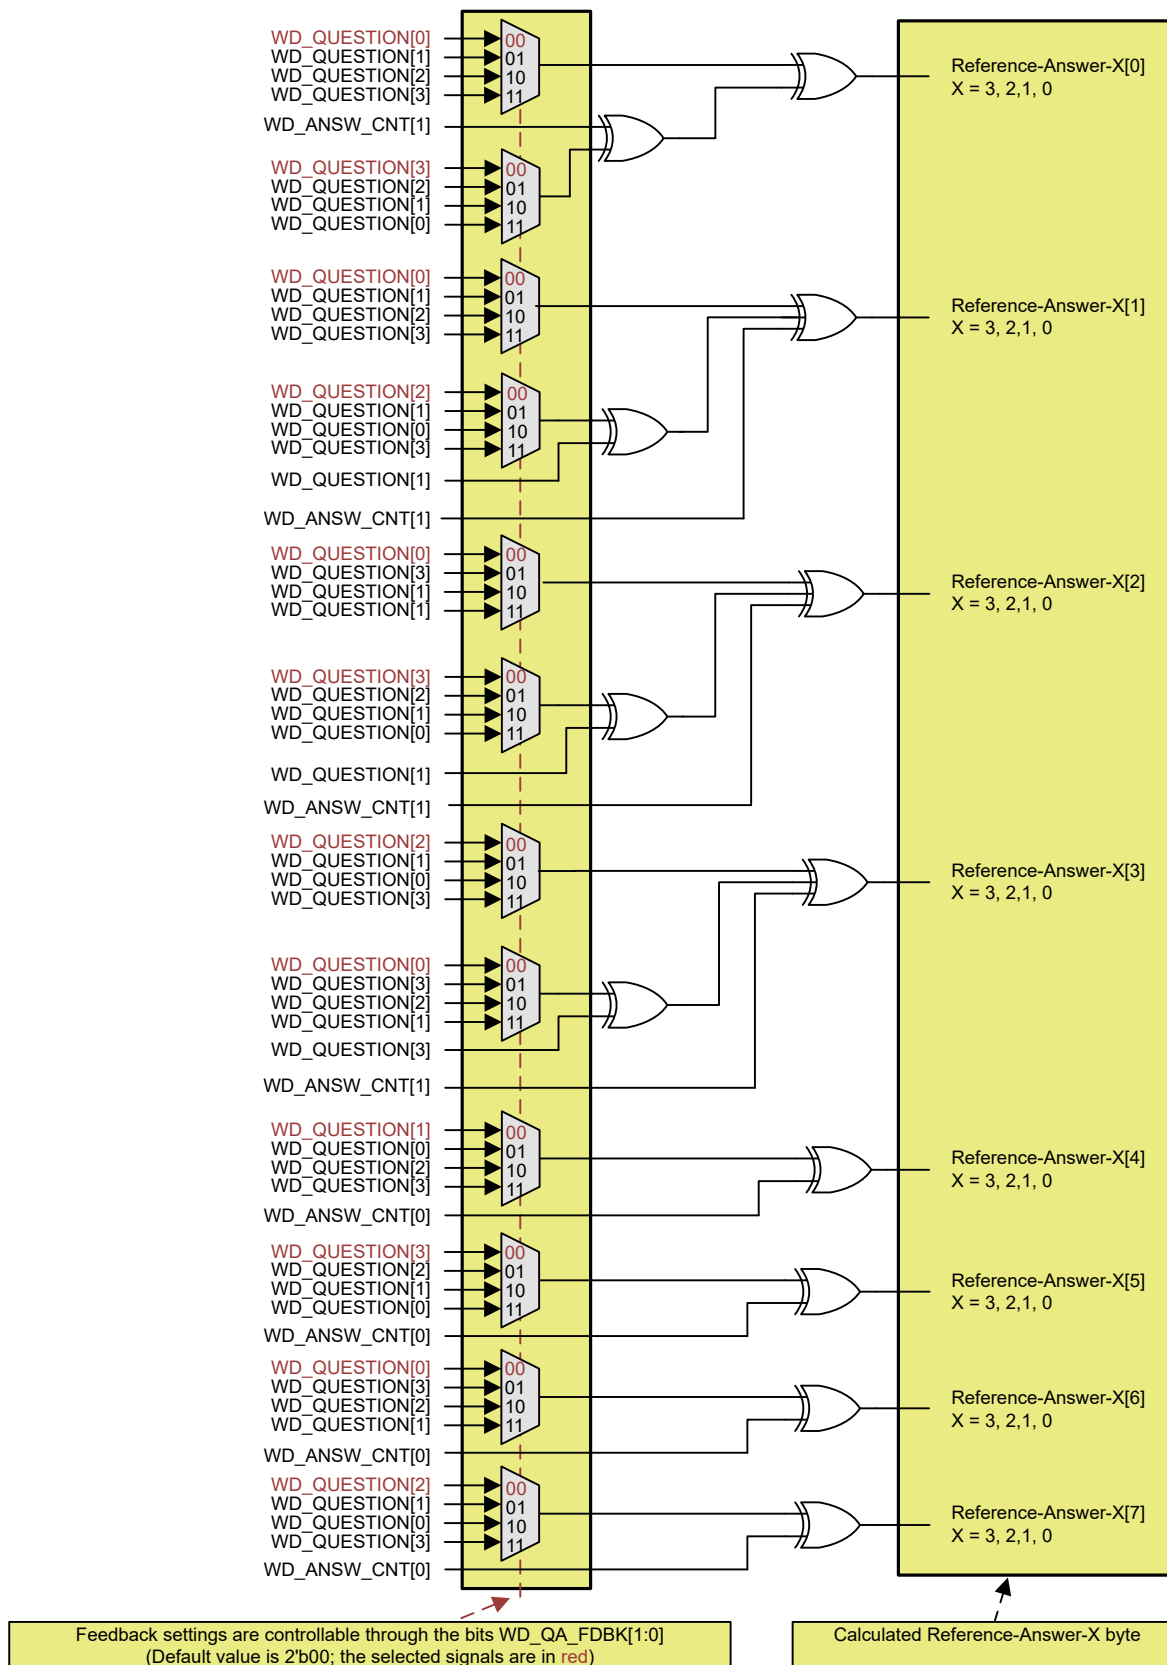 WD_QUESTION[0]
WD_QUESTION[1]
WD_QUESTION[2]
WD_QUESTION[3]
00
01
10
11
WD_ANSW_CNT[1]
WD_QUESTION[3]
WD_QUESTION[2]
WD_QUESTION[1]
WD_QUESTION[0]
00
01
10
11
Reference-Answer-X[0]
X = 3, 2,1, 0
WD_QUESTION[0]
WD_QUESTION[1]
WD_QUESTION[2]
WD_QUESTION[3]
00
01
10
11
WD_QUESTION[2]
WD_QUESTION[1]
WD_QUESTION[0]
WD_QUESTION[3]
00
01
10
11
WD_QUESTION[1]
WD_ANSW_CNT[1]
Reference-Answer-X[1]
X = 3, 2,1, 0
WD_QUESTION[0]
WD_QUESTION[3]
WD_QUESTION[1]
WD_QUESTION[1]
00
01
10
11
WD_QUESTION[3]
WD_QUESTION[2]
WD_QUESTION[1]
WD_QUESTION[0]
00
01
10
11
WD_QUESTION[1]
WD_ANSW_CNT[1]
Reference-Answer-X[2]
X = 3, 2,1, 0
WD_QUESTION[2]
WD_QUESTION[1]
WD_QUESTION[0]
WD_QUESTION[3]
00
01
10
11
WD_QUESTION[0]
WD_QUESTION[3]
WD_QUESTION[2]
WD_QUESTION[1]
00
01
10
11
WD_QUESTION[3]
WD_ANSW_CNT[1]
Reference-Answer-X[3]
X = 3, 2,1, 0
WD_QUESTION[1]
WD_QUESTION[0]
WD_QUESTION[2]
WD_QUESTION[3]
00
01
10
11
WD_ANSW_CNT[0]
Reference-Answer-X[4]
X = 3, 2,1, 0
WD_QUESTION[3]
WD_QUESTION[2]
WD_QUESTION[1]
WD_QUESTION[0]
00
01
10
11
WD_ANSW_CNT[0]
Reference-Answer-X[5]
X = 3, 2,1, 0
WD_QUESTION[0]
WD_QUESTION[3]
WD_QUESTION[2]
WD_QUESTION[1]
00
01
10
11
WD_ANSW_CNT[0]
Reference-Answer-X[6]
X = 3, 2,1, 0
WD_QUESTION[2]
WD_QUESTION[1]
WD_QUESTION[0]
WD_QUESTION[3]
00
01
10
11
WD_ANSW_CNT[0]
Reference-Answer-X[7]
X = 3, 2,1, 0
Feedback settings are controllable through the bits WD_QA_FDBK[1:0]
(Default value is 2'b00; the selected signals are in red)
Calculated Reference-Answer-X byte